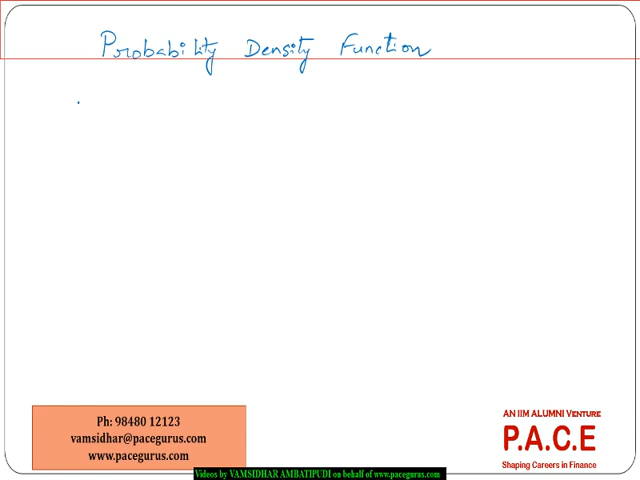 Probability Density Function
Ph: 98480 12123
vamsidhar@pacegurus.com
www.pacegurus.com
AN IIM ALUMNI VENTURE
P.A.C.E
Shaping Careers in Finance
Videos by VAMSIDHAR AMBATIPUDI on behalf of www.pacegurus.com